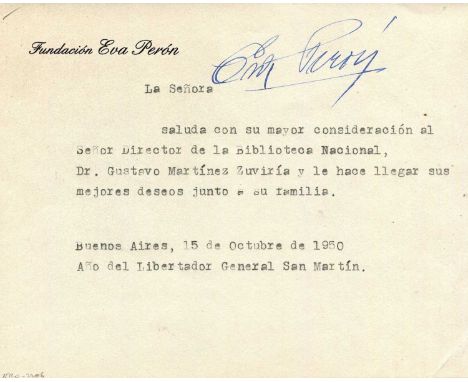 Fundación Eva Perón
Eva Perón
La Señora
saluda con su mayor consideración al
Señor Director de la Biblioteca Nacional,
Dr. Gustavo Martínez Zuviría y le hace llegar sus
mejores deseos junto a su familia.
Buenos Aires, 15 de Octubre de 1950
Año del Libertador General San Martín.